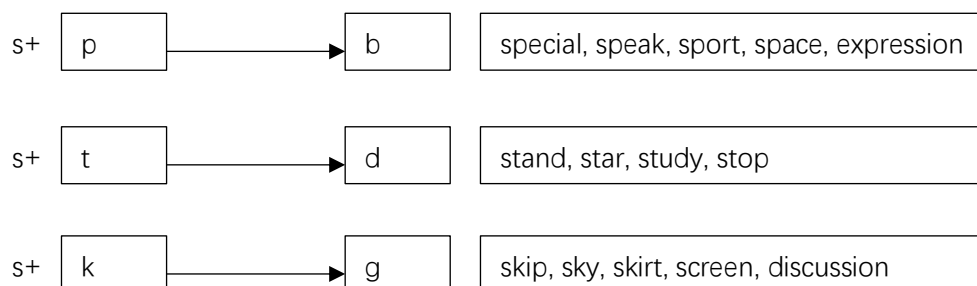 s+ p b special, speak, sport, space, expression
s+ t d stand, star, study, stop
s+ k g skip, sky, skirt, screen, discussion